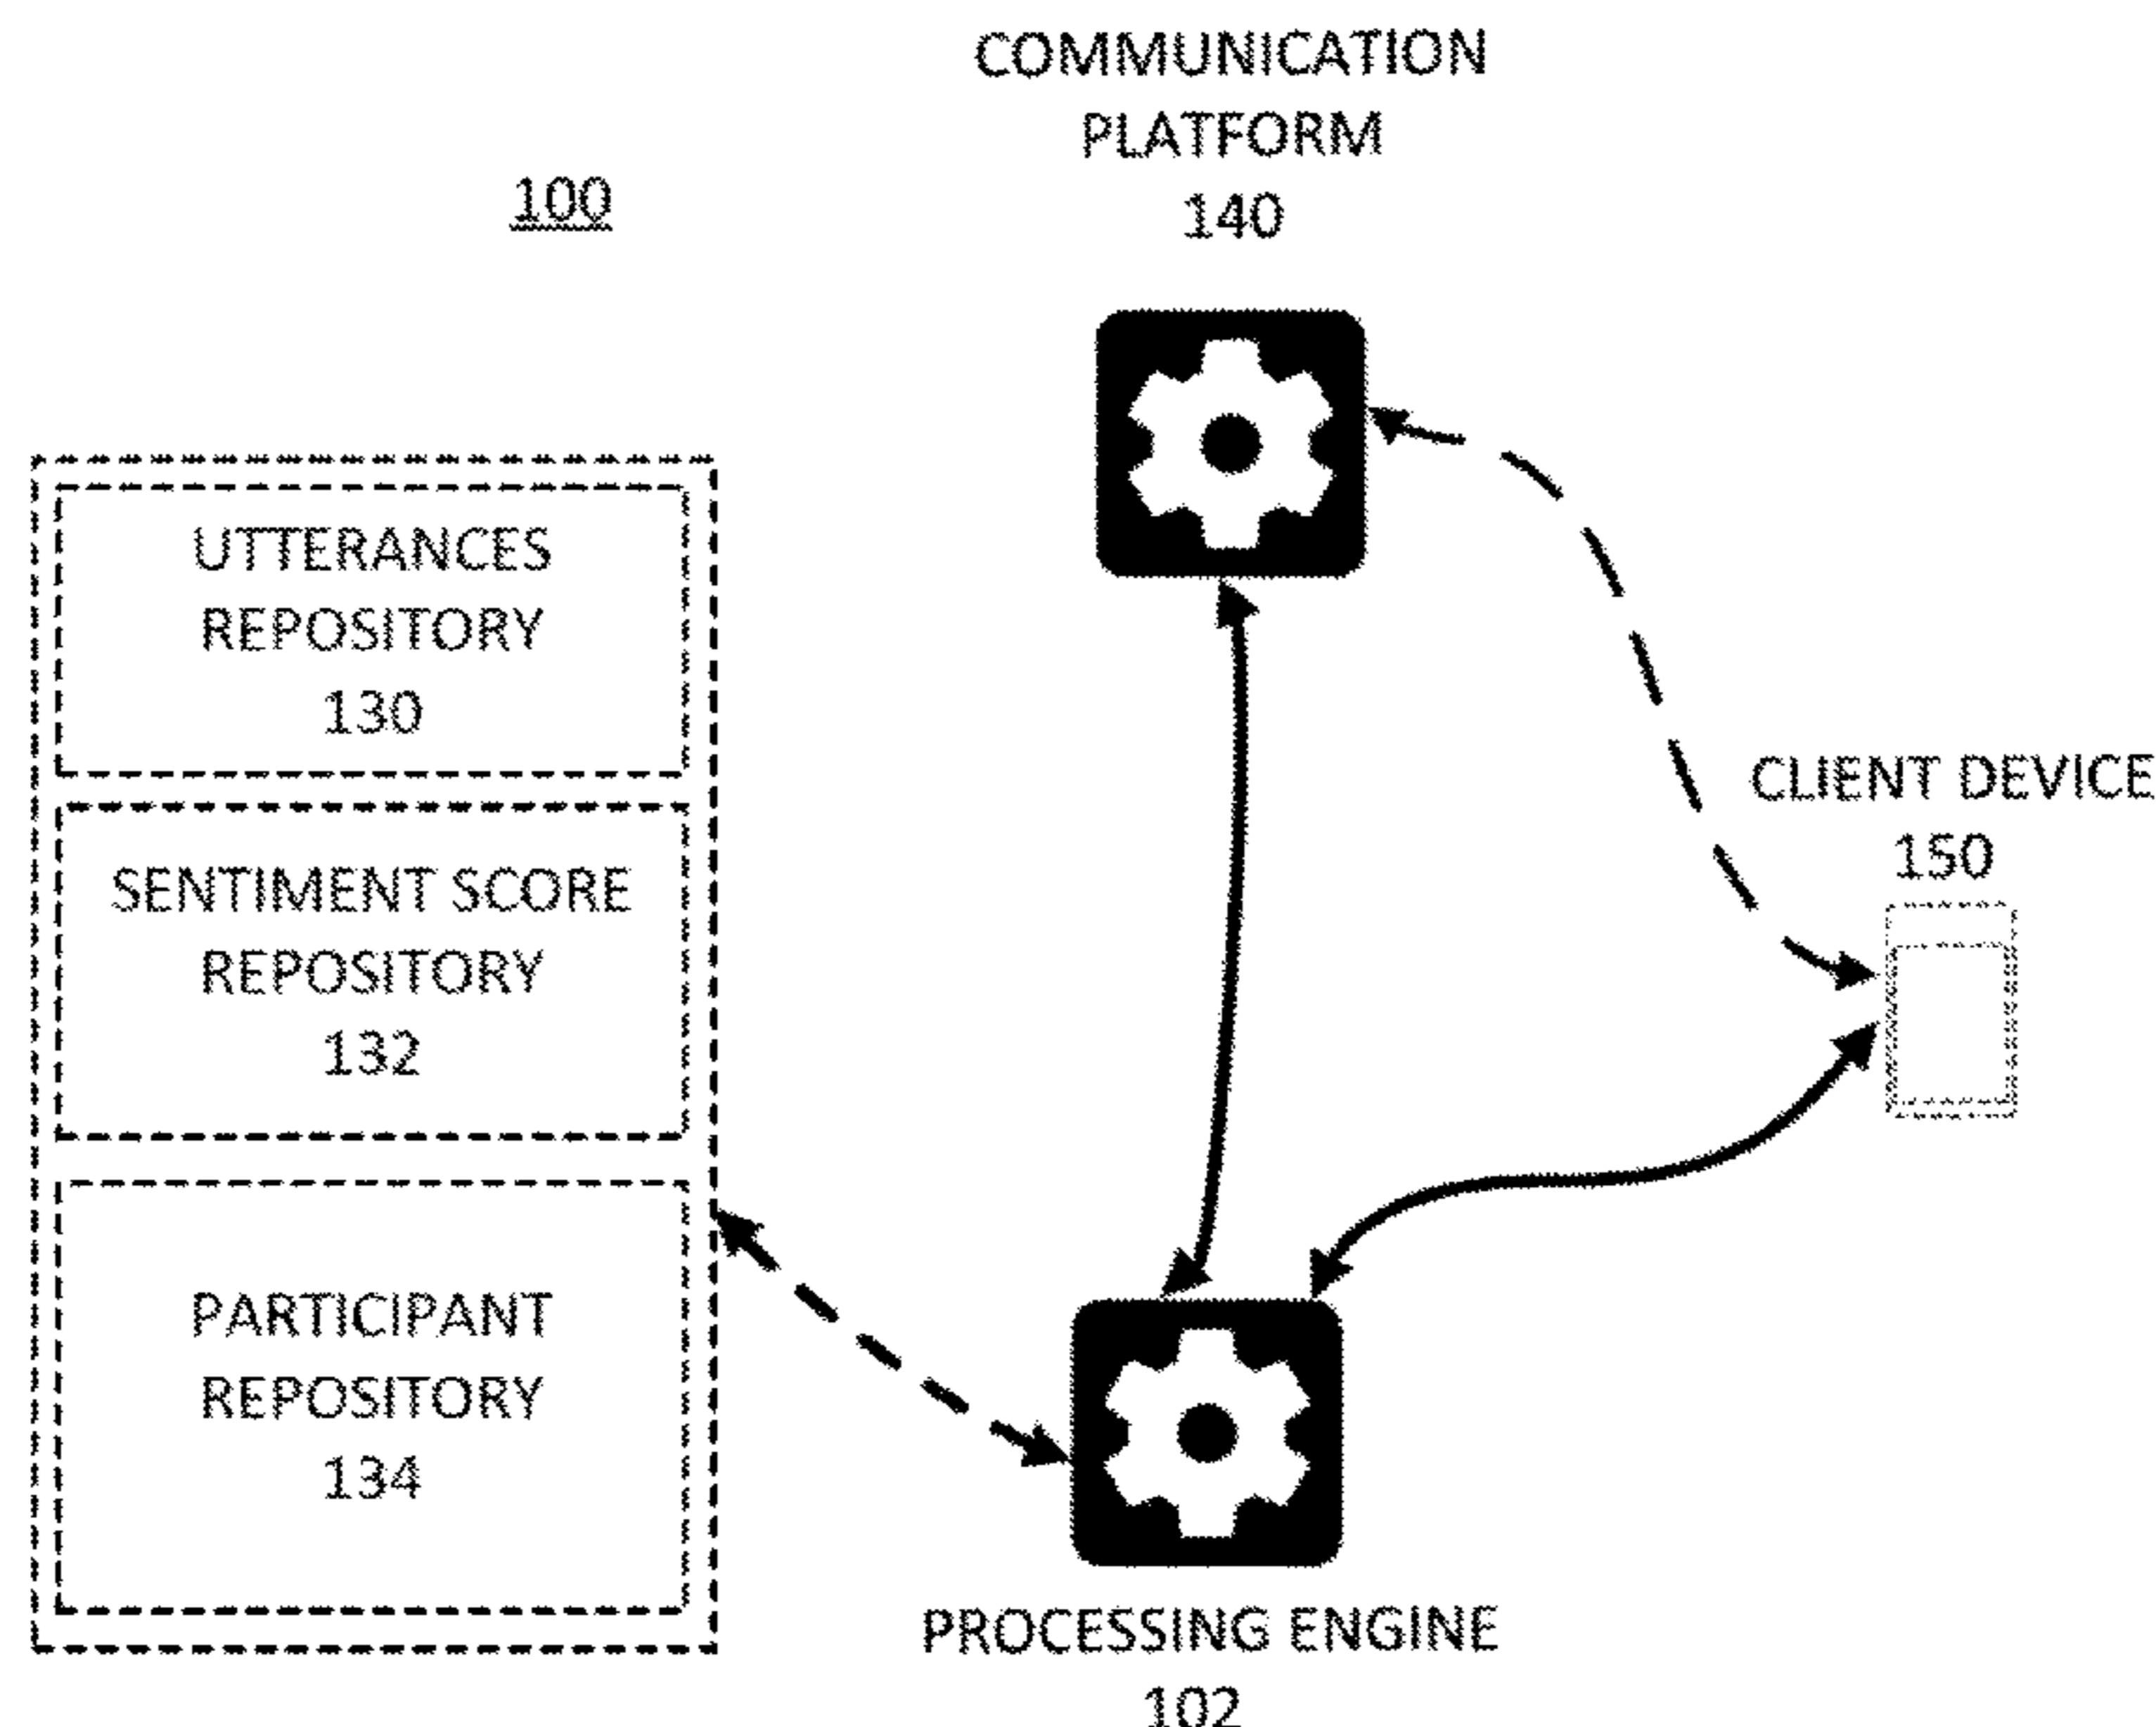 COMMUNICATION
PLATFORM
140
100
UTTERANCES
REPOSITORY
130
SENTIMENT SCORE
REPOSITORY
132
PARTICIPANT
REPOSITORY
134
CLIENT DEVICE
150
PROCESSING ENGINE
102